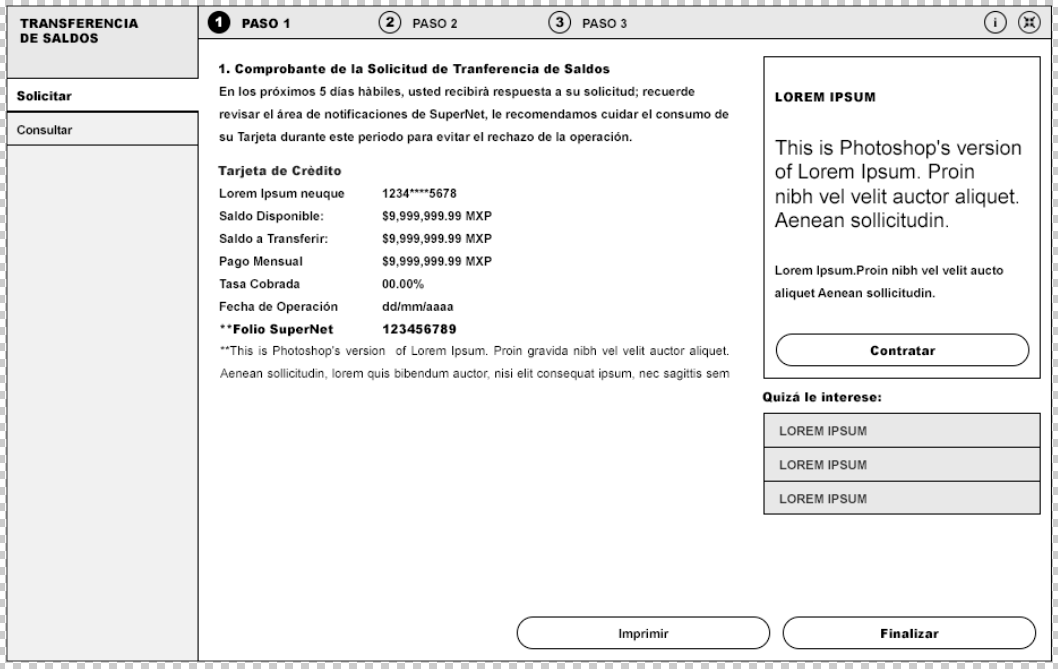 TRANSFERENCIA
DE SALDOS
1 PASO 1
2 PASO 2
3 PASO 3
i
Solicitar
Consultar
1. Comprobante de la Solicitud de Tranferencia de Saldos
En los próximos 5 días hàbiles, usted recibirà respuesta a su solicitud; recuerde
revisar el área de notificaciones de SuperNet, le recomendamos cuidar el consumo de
su Tarjeta durante este periodo para evitar el rechazo de la operación.
Tarjeta de Crèdito
Lorem Ipsum neuque 1234****5678
Saldo Disponible: $9,999,999.99 MXP
Saldo a Transferir: $9,999,999.99 MXP
Pago Mensual $9,999,999.99 MXP
Tasa Cobrada 00.00%
Fecha de Operación dd/mm/aaaa
**Folio SuperNet 123456789
**This is Photoshop's version of Lorem Ipsum. Proin gravida nibh vel velit auctor aliquet.
Aenean sollicitudin, lorem quis bibendum auctor, nisi elit consequat ipsum, nec sagittis sem
LOREM IPSUM
This is Photoshop's version
of Lorem Ipsum. Proin
nibh vel velit auctor aliquet.
Aenean sollicitudin.
Lorem Ipsum.Proin nibh vel velit aucto
aliquet Aenean sollicitudin.
Contratar
Quizá le interese:
LOREM IPSUM
LOREM IPSUM
LOREM IPSUM
Imprimir
Finalizar